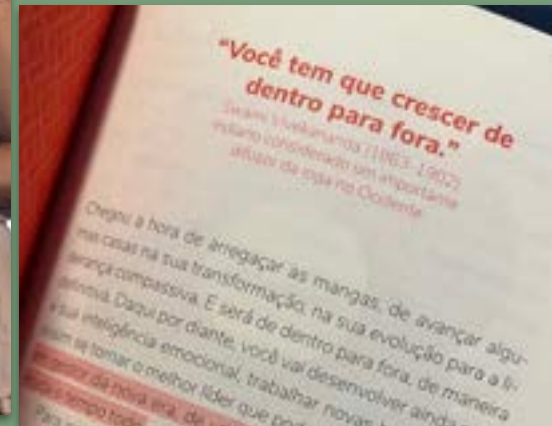 "Você tem que crescer de
dentro para fora."
Swami Vivekananda (1863-1902)
indiano considerado um importante
difusor da ioga no Ocidente
Chegou a hora de arregaçar as mangas, de avançar algu-
mas casas na sua transformação, na sua evolução para a li-
derança compassiva. E será de dentro para fora, de maneira
definitiva. Daqui por diante, você vai desenvolver ainda
a sua inteligência emocional, trabalhar novas
se tornar o melhor líder que
da nova era, de
tempo todo
Para